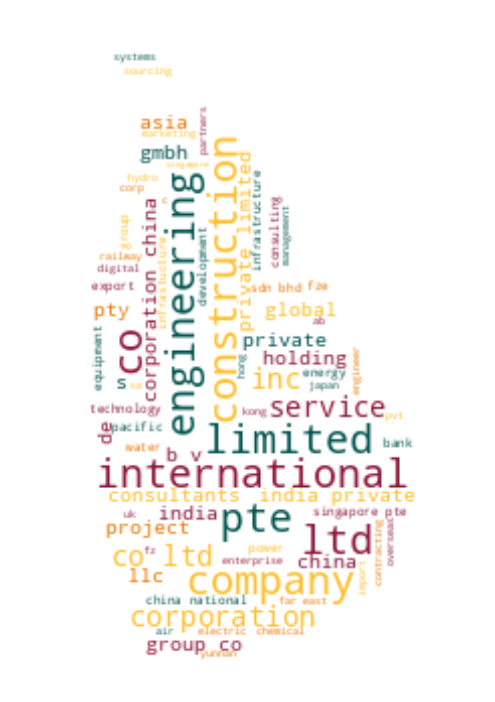 systems
sourcing
asia
marketing
partners
gmbh
singapore
hydro
corp
c
engineering
construction
private limited
infrastructure
consulting
management
group
corporation china
infrastructure
development
railway
digital
export
sdn bhd
fze
pty
global
ab
equipment
co
private
hong
holding
engineer
s
sa
inc
energy
japan
technology
kong
service
pvt
de
pacific
limited
bank
water
b v
international
consultants
india private
uk
india
pte
singapore pte
project
ltd
contracting
overseas
co ltd
fz
power
enterprise
china
import
llc
company
china national
far east
corporation
air
electric
chemical
group co
yunnan